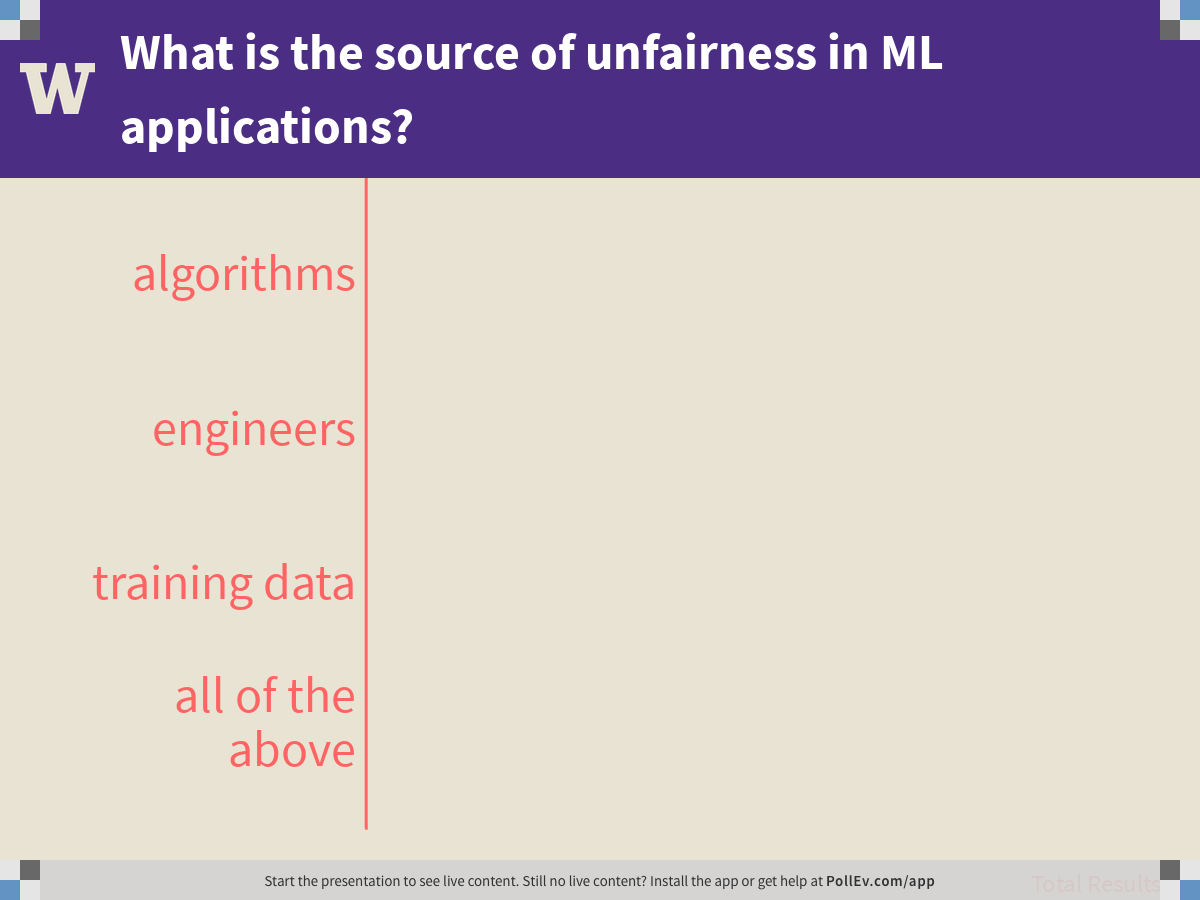 W
What is the source of unfairness in ML
applications?
algorithms
engineers
training data
all of the
above
Start the presentation to see live content. Still no live content? Install the app or get help at PollEv.com/app
Total Results